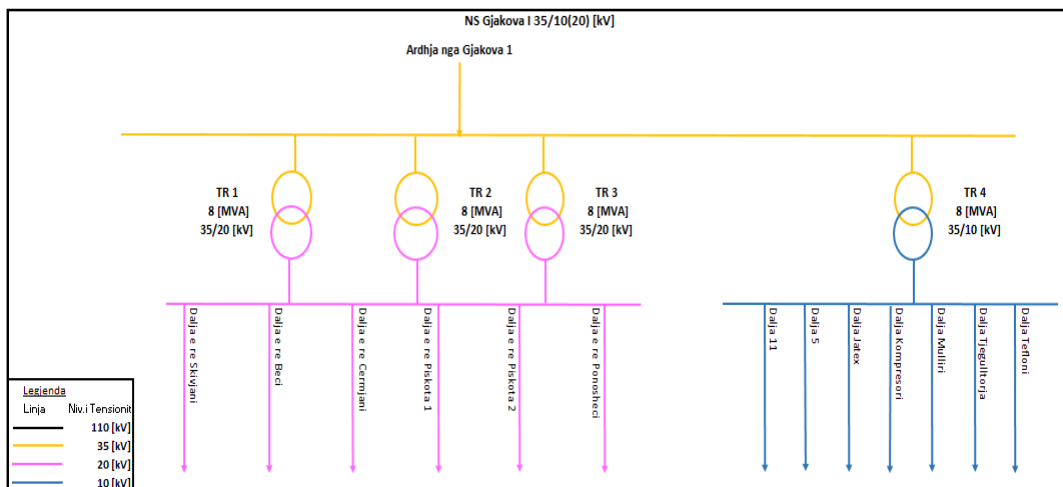 NS Gjakova I 35/10(20) [kV]
Ardhja nga Gjakova 1
TR 1
8 [MVA]
35/20 [kV]
TR 2
8 [MVA]
35/20 [kV]
TR 3
8 [MVA]
35/20 [kV]
TR 4
8 [MVA]
35/10 [kV]
Dalja e re Skivjani
Dalja e re Beci
Dalja e re Cermjani
Dalja e re Piskota 1
Dalja e re Piskota 2
Dalja e re Ponosheci
Dalja 11
Dalja 5
Dalja Jatex
Dalja Kompresori
Dalja Mulliri
Dalja Tjegulltorja
Dalja Tefloni
Legjenda
Linja Niv.i Tensionit
110 [kV]
35 [kV]
20 [kV]
10 [kV]